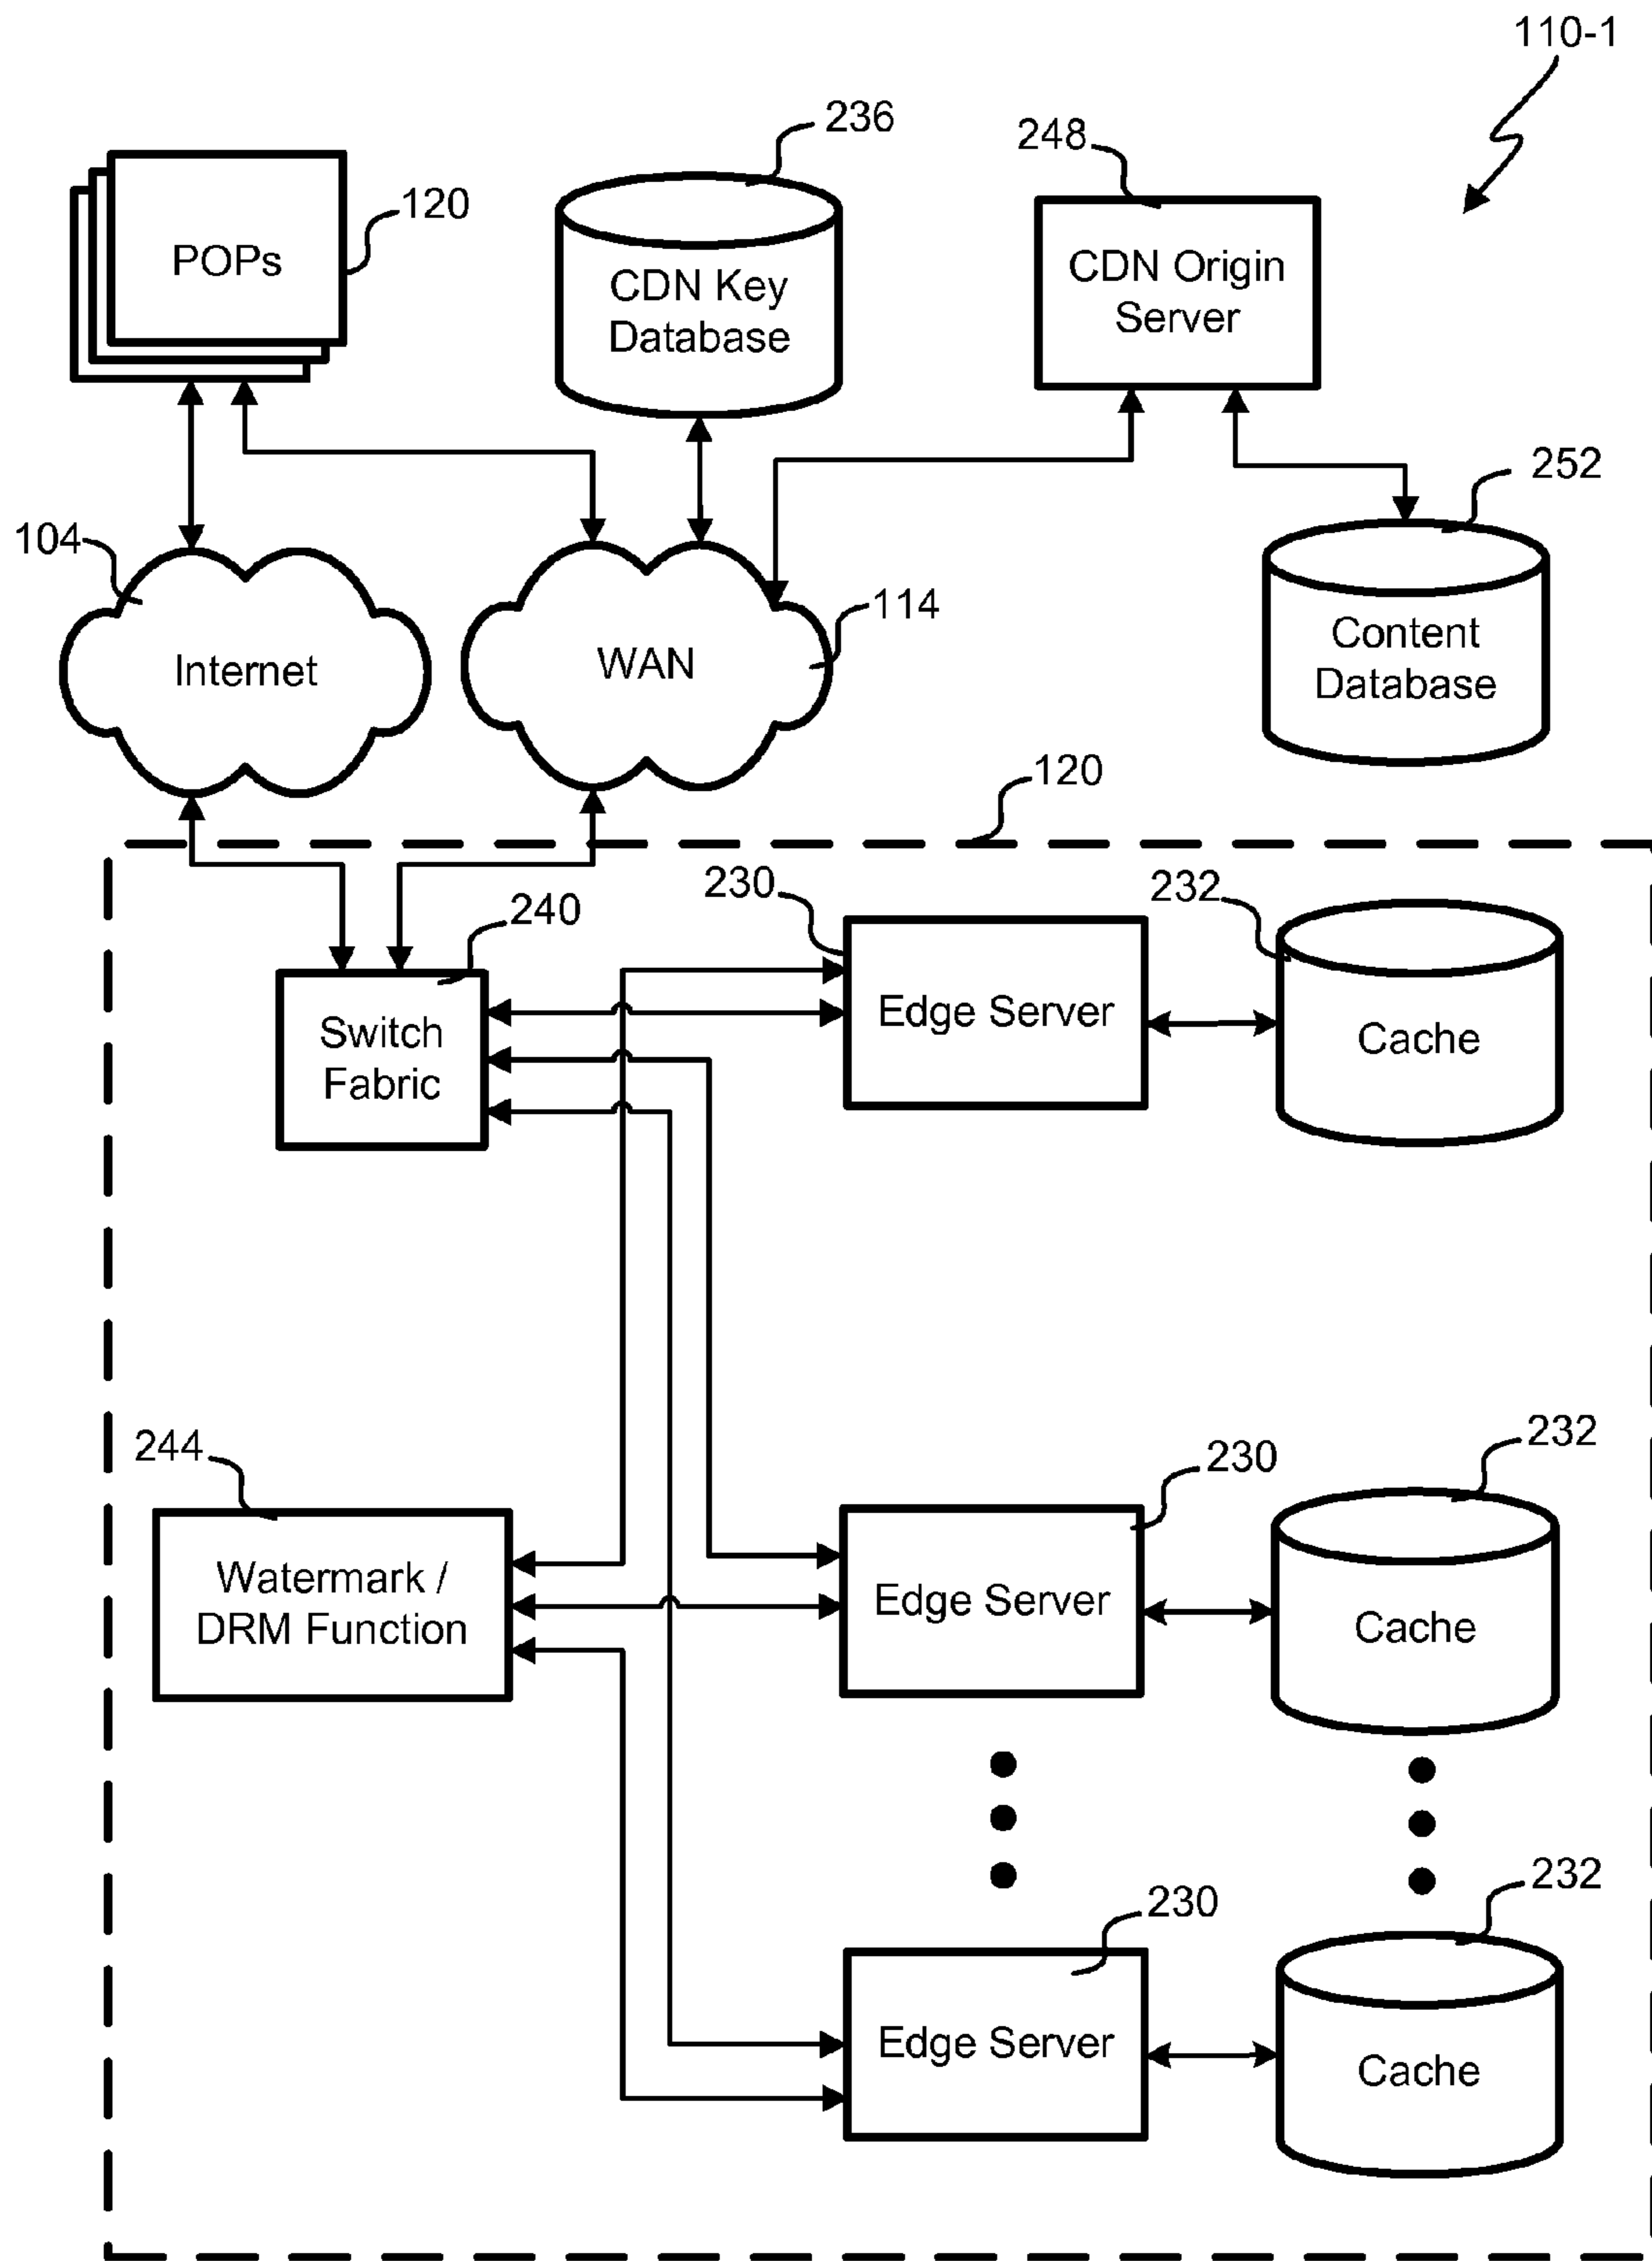 110-1
236
248
120
POPs
CDN Key
Database
CDN Origin
Server
252
104
114
Internet
WAN
Content
Database
120
230
232
240
Switch
Fabric
Edge Server
Cache
244
230
232
Watermark /
DRM Function
Edge Server
Cache
230
232
Edge Server
Cache